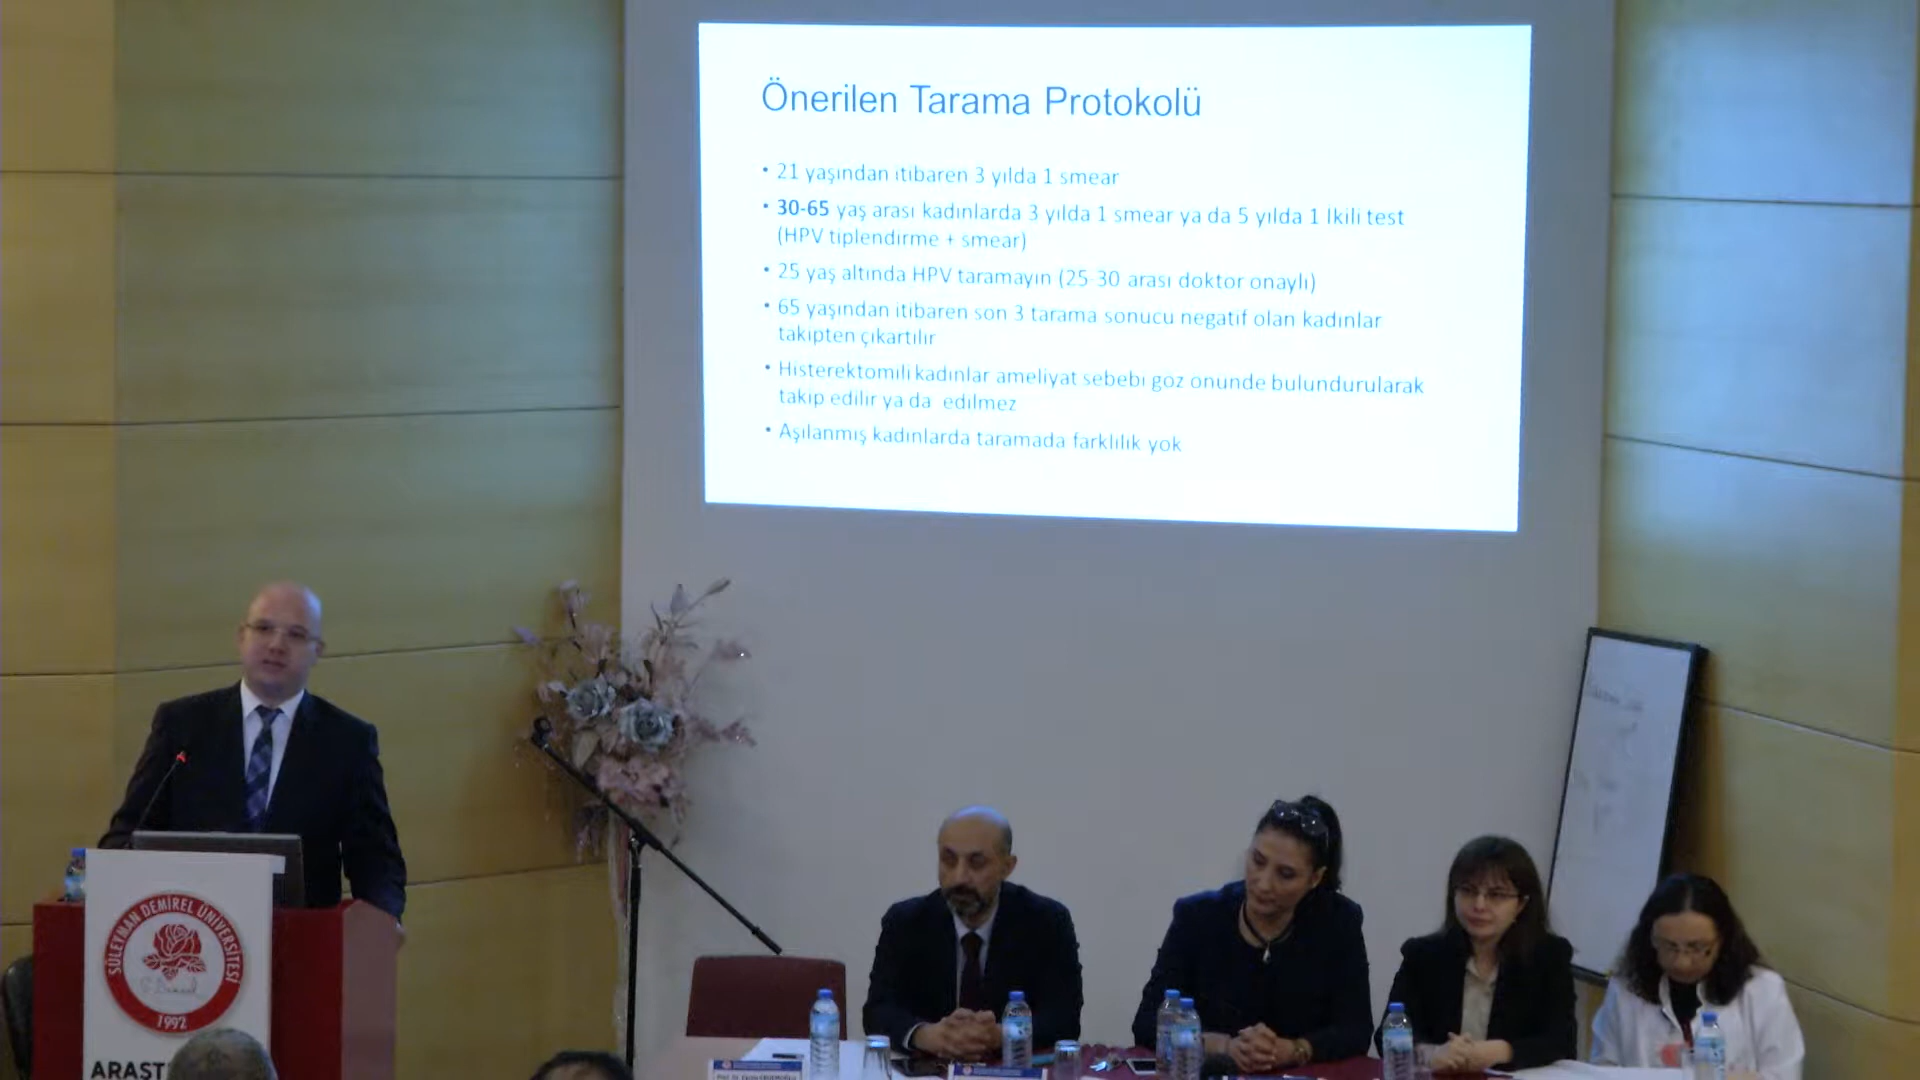 Önerilen Tarama Protokolü
• 21 yaşından itibaren 3 yılda 1 smear
• 30-65 yaş arası kadınlarda 3 yılda 1 smear ya da 5 yılda 1 Ikili test
(HPV tiplendirme + smear)
• 25 yaş altında HPV taramayın (25-30 arası doktor onaylı)
• 65 yaşından itibaren son 3 tarama sonucu negatif olan kadınlar
takipten çıkartılır
• Histerektomili kadınlar ameliyat sebebi göz önünde bulundurularak
takip edilir ya da edilmez
• Aşılanmış kadınlarda taramada farklılık yok
SÜLEYMAN DEMİREL ÜNİVERSİTESİ
S. Demirel
1992
ARAŞT